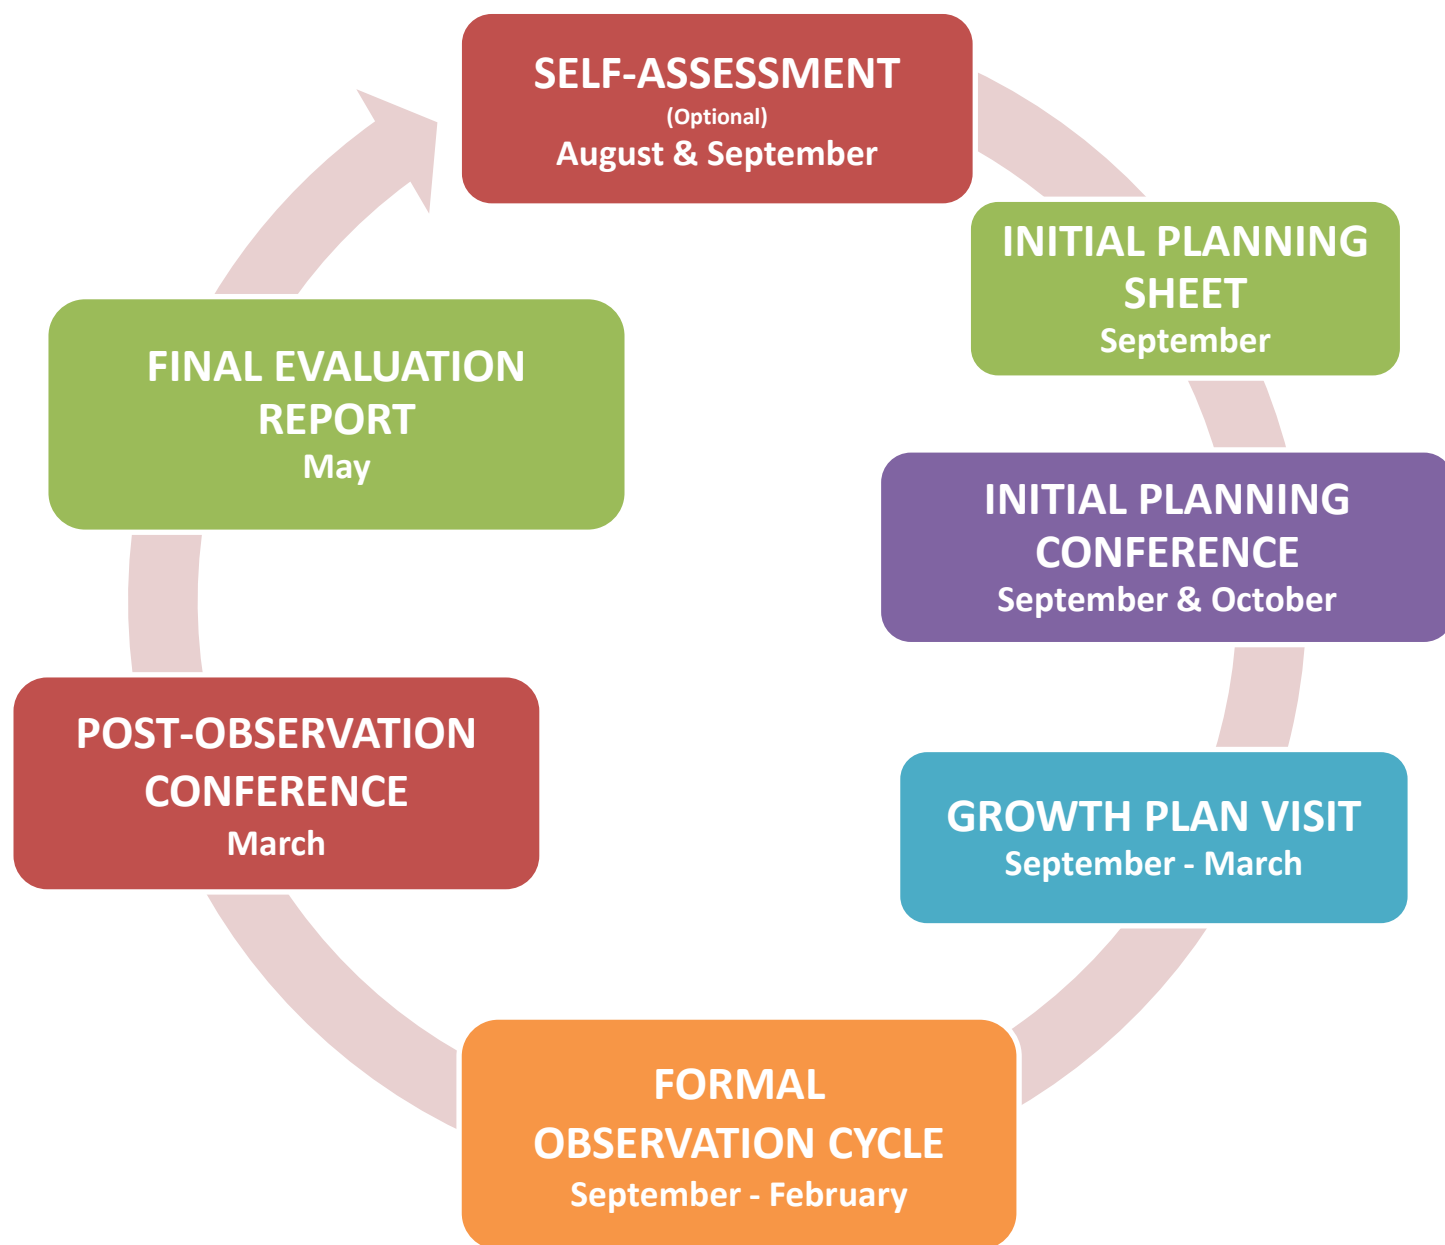 SELF-ASSESSMENT
(Optional)
August & September
INITIAL PLANNING
SHEET
September
INITIAL PLANNING
CONFERENCE
September & October
GROWTH PLAN VISIT
September - March
FORMAL
OBSERVATION CYCLE
September - February
POST-OBSERVATION
CONFERENCE
March
FINAL EVALUATION
REPORT
May